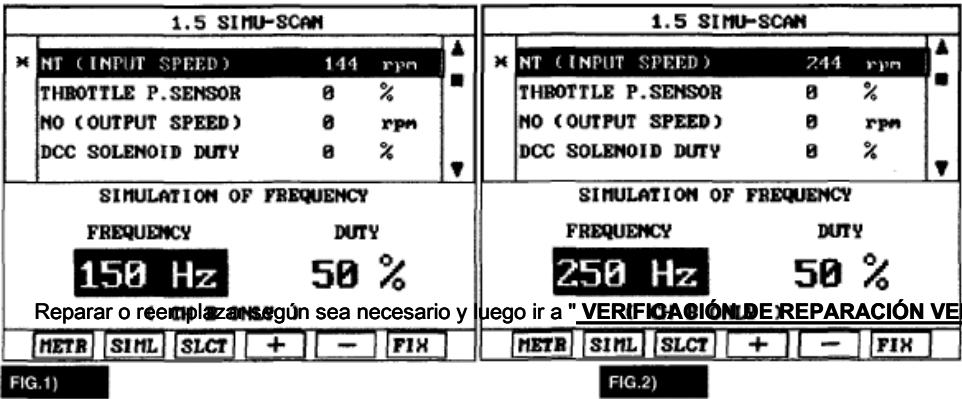 1.5 SIMU-SCAN
* NT (INPUT SPEED) 144 rpm
THROTTLE P.SENSOR 0 %
NO (OUTPUT SPEED) 0 rpm
DCC SOLENOID DUTY 0 %
SIMULATION OF FREQUENCY
FREQUENCY DUTY
150 Hz 50 %
METR SIML SLCT + - FIX
FIG.1)
1.5 SIMU-SCAN
* NT (INPUT SPEED) 244 rpm
THROTTLE P.SENSOR 0 %
NO (OUTPUT SPEED) 0 rpm
DCC SOLENOID DUTY 0 %
SIMULATION OF FREQUENCY
FREQUENCY DUTY
250 Hz 50 %
METR SIML SLCT + - FIX
FIG.2)
Reparar o reemplazar según sea necesario y luego ir a " VERIFICACIÓN DE REPARACIÓN VE